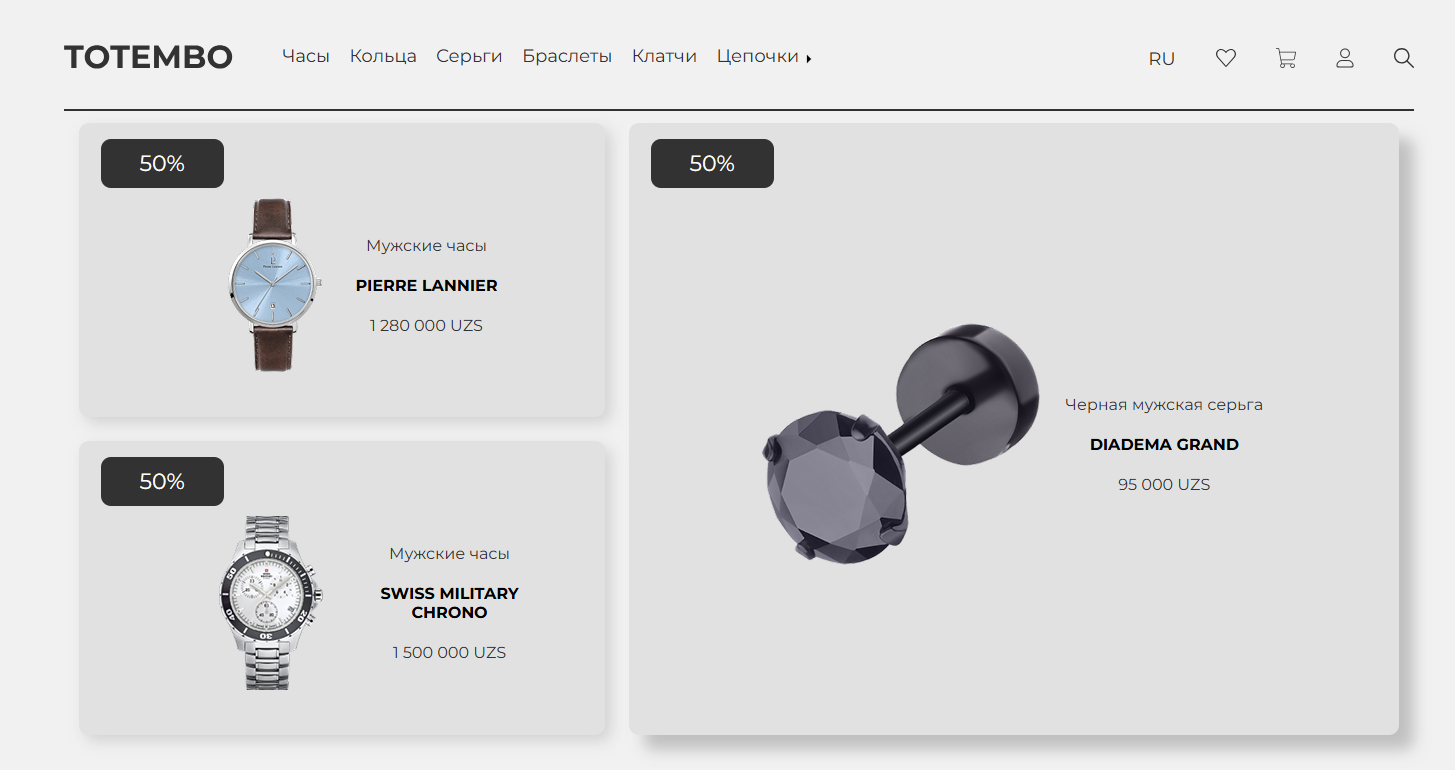 TOTEMBO
Часы Кольца Серьги Браслеты Клатчи Цепочки
RU
50%
Мужские часы
PIERRE LANNIER
1 280 000 UZS
50%
Мужские часы
SWISS MILITARY
CHRONO
1 500 000 UZS
50%
Черная мужская серьга
DIADEMA GRAND
95 000 UZS